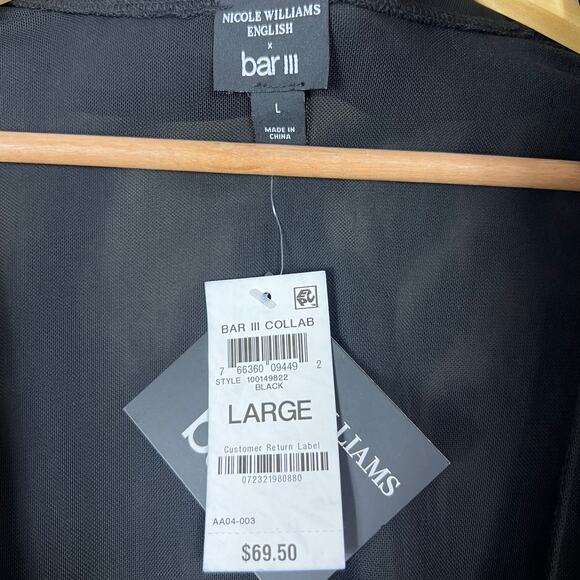 NICOLE WILLIAMS
ENGLISH
x
bar III
L
MADE IN
CHINA
BAR III COLLAB
7 66360 09449 2
STYLE 100149822
BLACK
LARGE
Customer Return Label
072321980880
AA04-003
$69.50
WILLIAMS